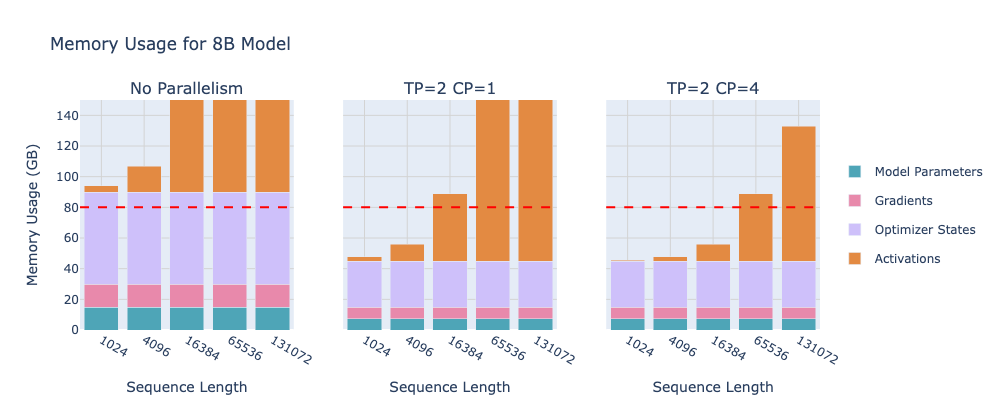 Memory Usage for 8B Model
No Parallelism
TP=2 CP=1
TP=2 CP=4
Memory Usage (GB)
140
120
100
80
60
40
20
0
1024
4096
16384
65536
131072
1024
4096
16384
65536
131072
1024
4096
16384
65536
131072
Sequence Length
Sequence Length
Sequence Length
Model Parameters
Gradients
Optimizer States
Activations